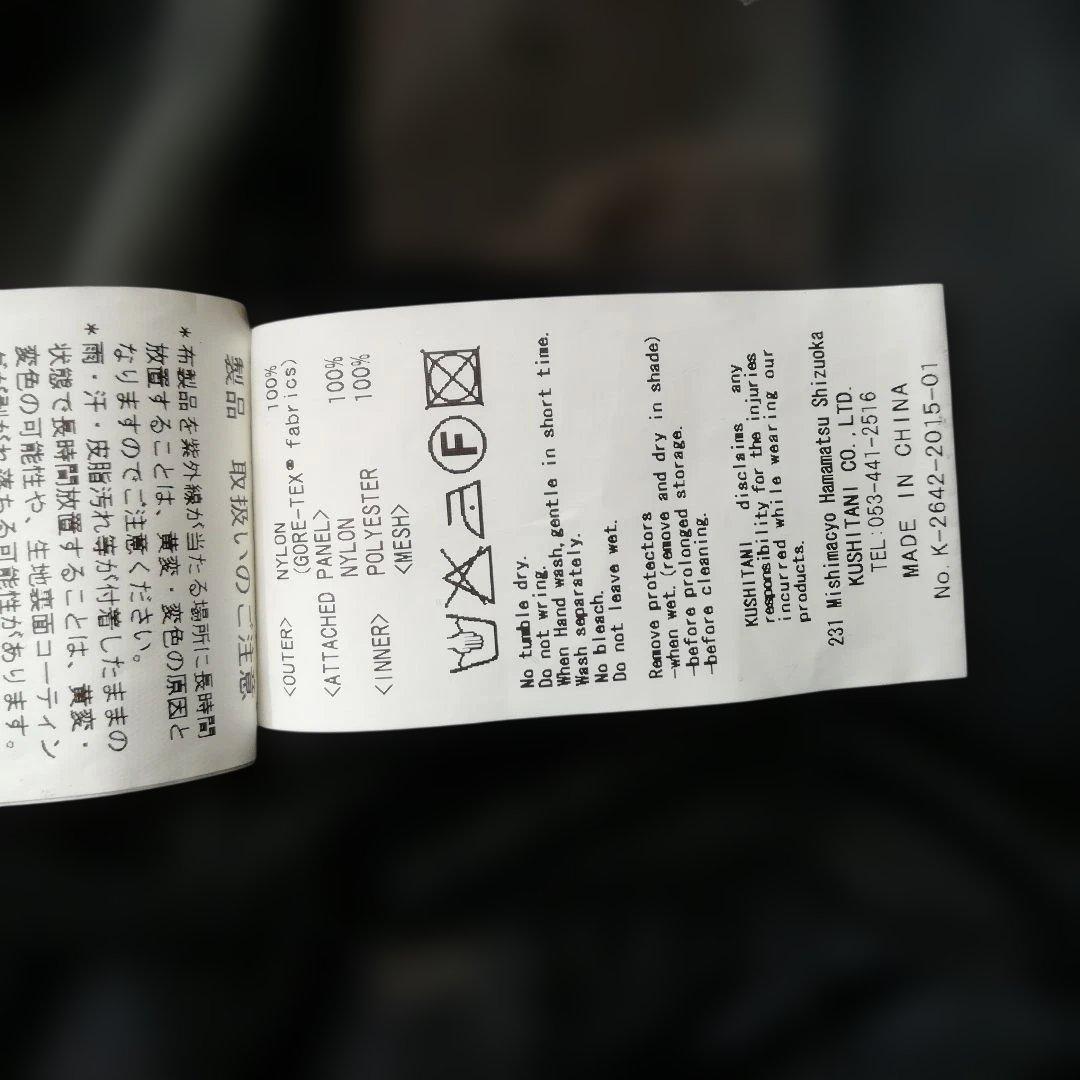 製品 取扱いのご注意
*布製品を紫外線が当たる場所に長時間
放置することは、黄変・変色の原因と
なりますのでご注意ください。
*雨・汗・皮脂汚れ等が付着したままの
状態で長時間放置することは、黄変・
変色の可能性や、生地表面コーティン
可能性があります。
<OUTER> NYLON 100%
(GORE-TEX® fabrics)
<ATTACHED PANEL>
NYLON 100%
<INNER> POLYESTER 100%
<MESH>
F
No tumble dry.
Do not wring.
When Hand wash,gentle in short time.
Wash separately.
No bleach.
Do not leave wet.
Remove protectors
-when wet.(remove and dry in shade)
-before prolonged storage.
-before cleaning.
KUSHITANI disclaims any
responsibility for the injuries
incurred while wearing our
products.
231 Mishimacyo Hamamatsu Shizuoka
KUSHITANI CO.,LTD.
TEL:053-441-2516
MADE IN CHINA
No. K-2642-2015-01